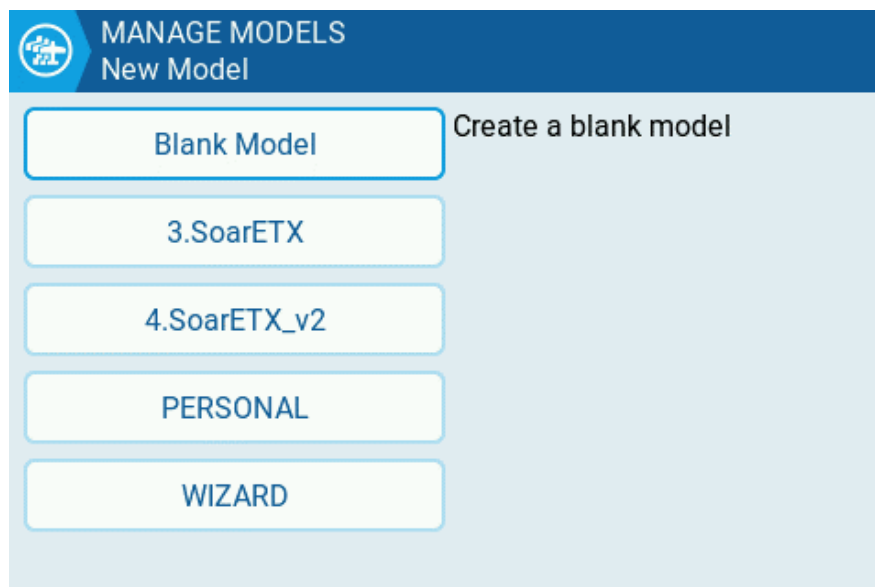 MANAGE MODELS
New Model
Blank Model
Create a blank model
3.SoarETX
4.SoarETX_v2
PERSONAL
WIZARD